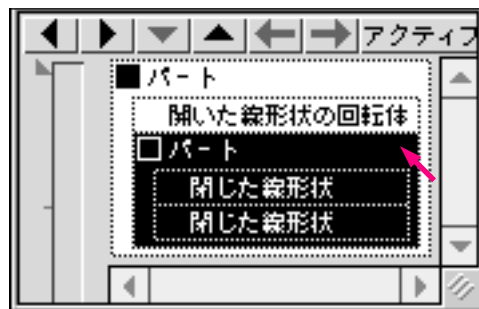 アクティブ
パート
開いた線形状の回転体
パート
閉じた線形状
閉じた線形状